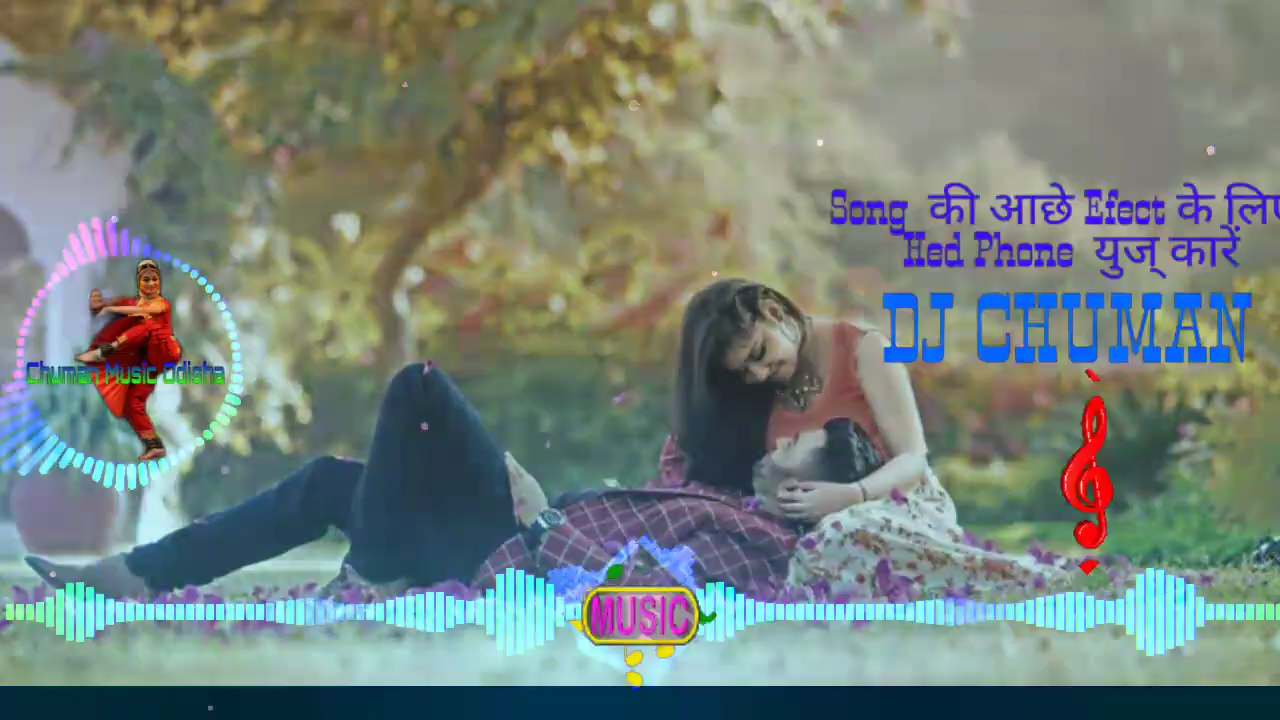 Song की आछे Efect के लिए
Hed Phone युज् कारें
DJ CHUMAN
Chuman Music Odisha
MUSIC